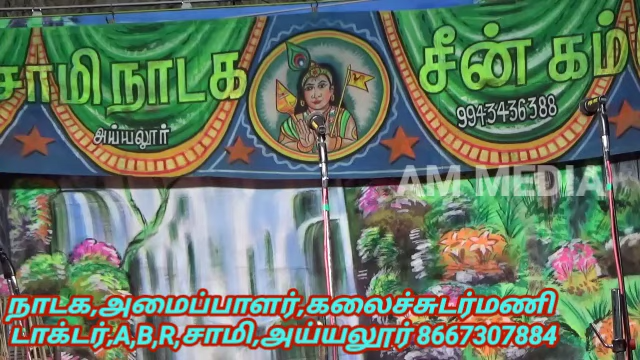 சாமி நாடக சீன் கம்
அய்யலூர் 9943436388
AM MEDIA
நாடக,அமைப்பாளர்,கலைச்சுடர்மணி
டாக்டர்,A,B,R,சாமி,அய்யலூர் 8667307884